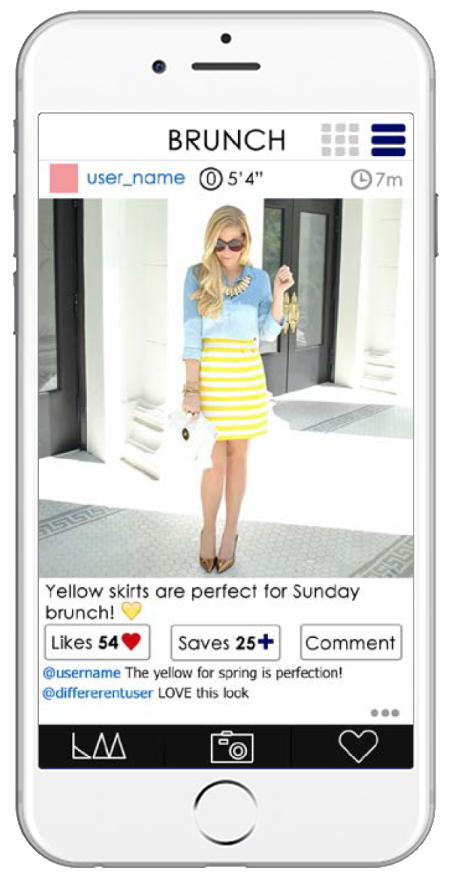 BRUNCH
user_name (0) 5'4" 7m
Yellow skirts are perfect for Sunday
brunch! 💛
Likes 54 Saves 25+ Comment
@username The yellow for spring is perfection!
@differerentuser LOVE this look